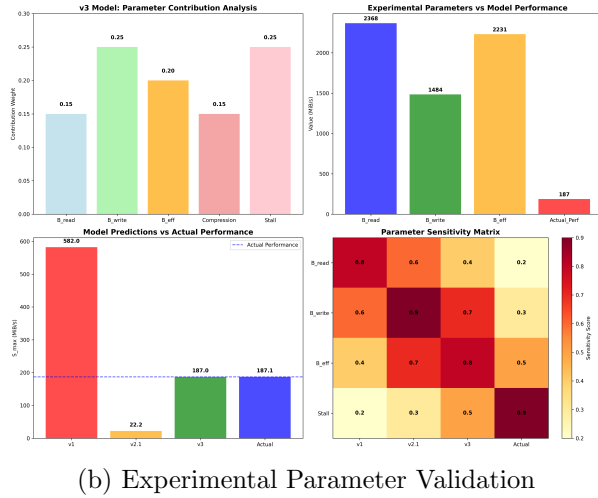 v3 Model: Parameter Contribution Analysis
0.30
0.25
0.20
0.15
0.10
0.05
0.00
Contribution Weight
0.15
0.25
0.20
0.15
0.25
B_read
B_write
B_eff
Compression
Stall
Experimental Parameters vs Model Performance
2000
1500
1000
500
0
Value (MiB/s)
2368
1484
2231
187
B_read
B_write
B_eff
Actual_Perf
Model Predictions vs Actual Performance
600
500
400
300
200
100
0
S_max (MiB/s)
582.0
22.2
187.0
187.1
Actual Performance
v1
v2.1
v3
Actual
Parameter Sensitivity Matrix
B_read
0.8
0.6
0.4
0.2
B_write
0.6
0.9
0.7
0.3
B_eff
0.4
0.7
0.8
0.5
Stall
0.2
0.3
0.5
0.9
v1
v2.1
v3
Actual
0.9
0.8
0.7
0.6
0.5
0.4
0.3
0.2
Sensitivity Score
(b) Experimental Parameter Validation